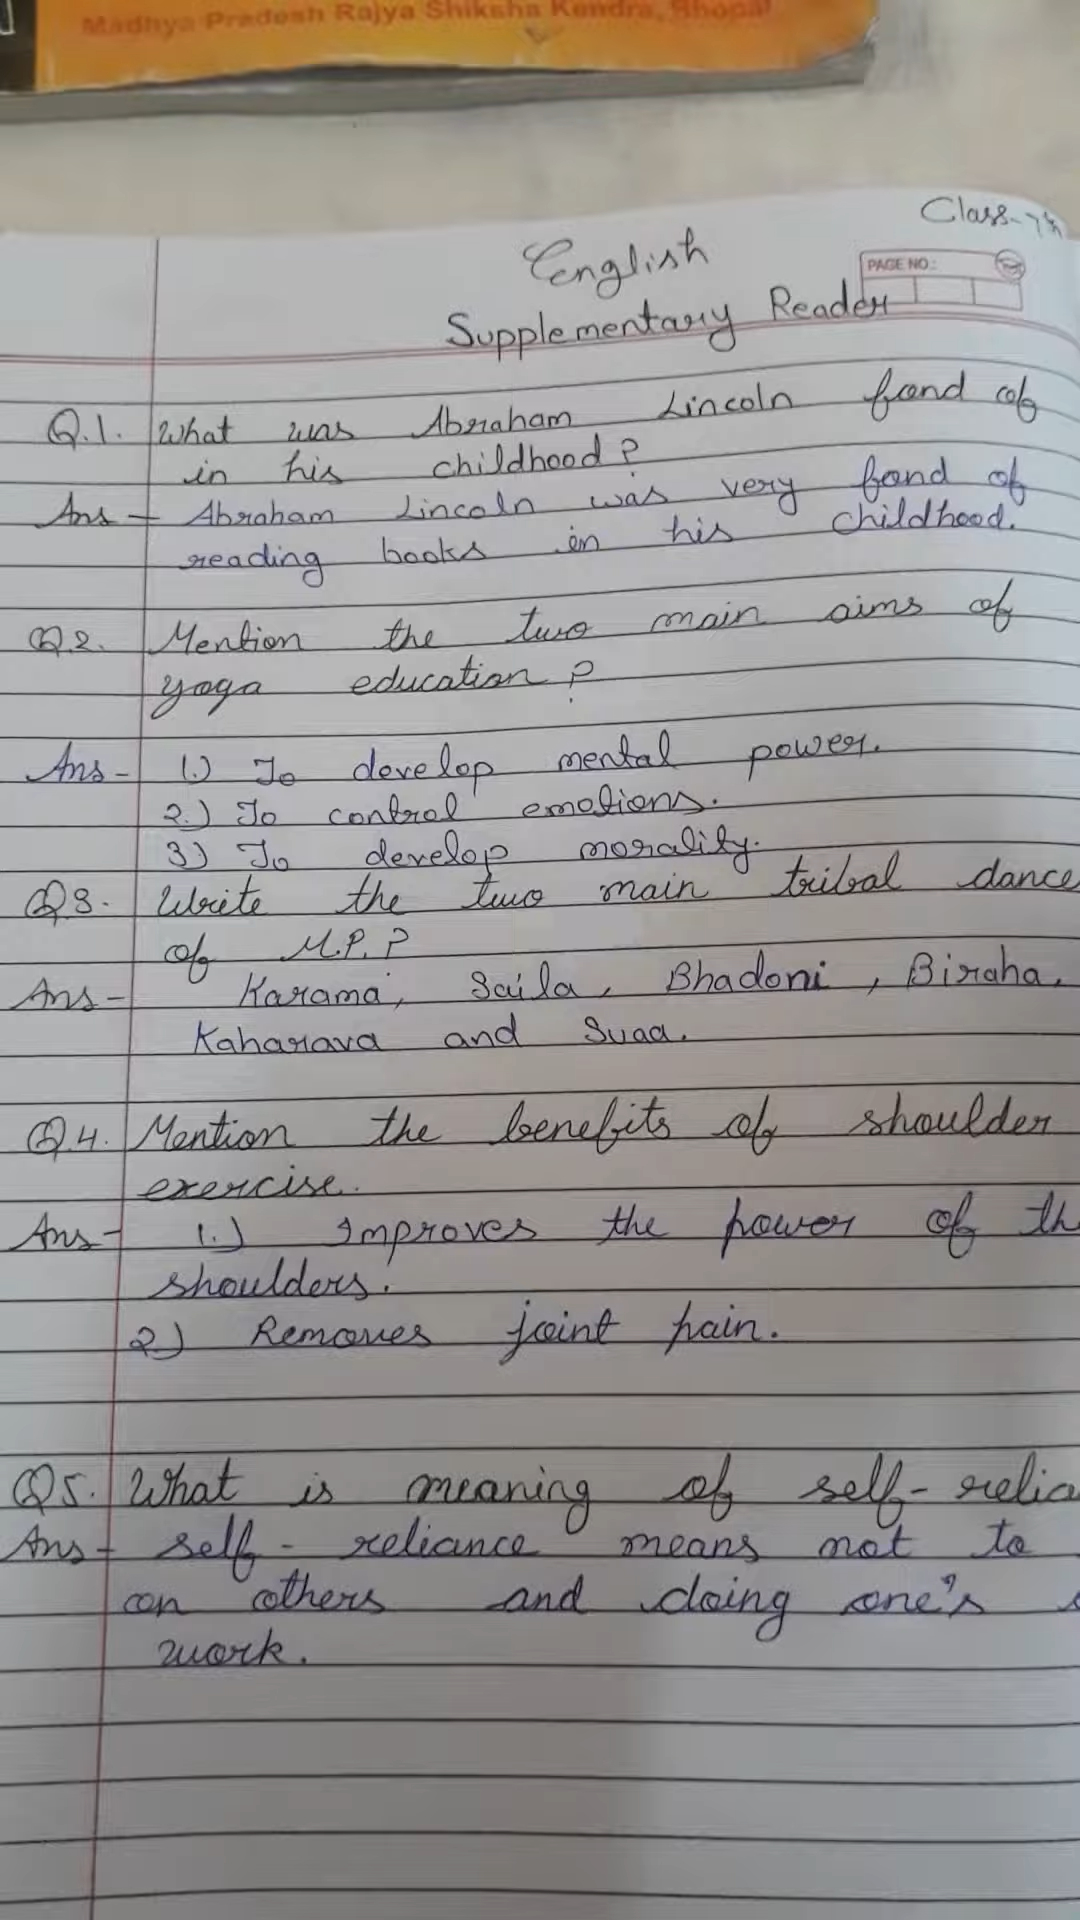 Madhya Pradesh Rajya Shiksha Kendra, Bhopal
Class-7th
English
PAGE NO.:
Supplementary Reader
Q.1. What was Abraham Lincoln fond of
in his childhood?
Ans - Abraham Lincoln was very fond of
reading books in his childhood.
Q.2. Mention the two main aims of
yoga education?
Ans - 1.) To develop mental power.
2.) To control emotions.
3) To develop morality.
Q3. Write the two main tribal dance
of M.P.?
Ans - Karama, Saila, Bhadoni, Biraha,
Kaharava and Suaa.
Q.4. Mention the benefits of shoulder
exercise.
Ans - 1.) Improves the power of the
shoulders.
2) Removes joint pain.
Q5. What is meaning of self-relia
Ans - self-reliance means not to
on others and doing one's
work.